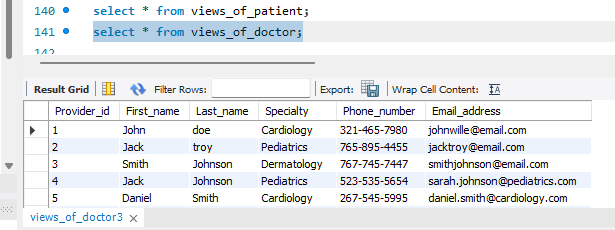 140 select * from views_of_patient;
141 select * from views_of_doctor;
142
Result Grid Filter Rows: Export: Wrap Cell Content: IA
Provider_id First_name Last_name Specialty Phone_number Email_address
1 John doe Cardiology 321-465-7980 johnwille@email.com
2 Jack troy Pediatrics 765-895-4455 jacktroy@email.com
3 Smith Johnson Dermatology 767-745-7447 smithjohnson@email.com
4 Jack Johnson Pediatrics 523-535-5654 sarah.johnson@pediatrics.com
5 Daniel Smith Cardiology 267-545-5995 daniel.smith@cardiology.com
views_of_doctor3